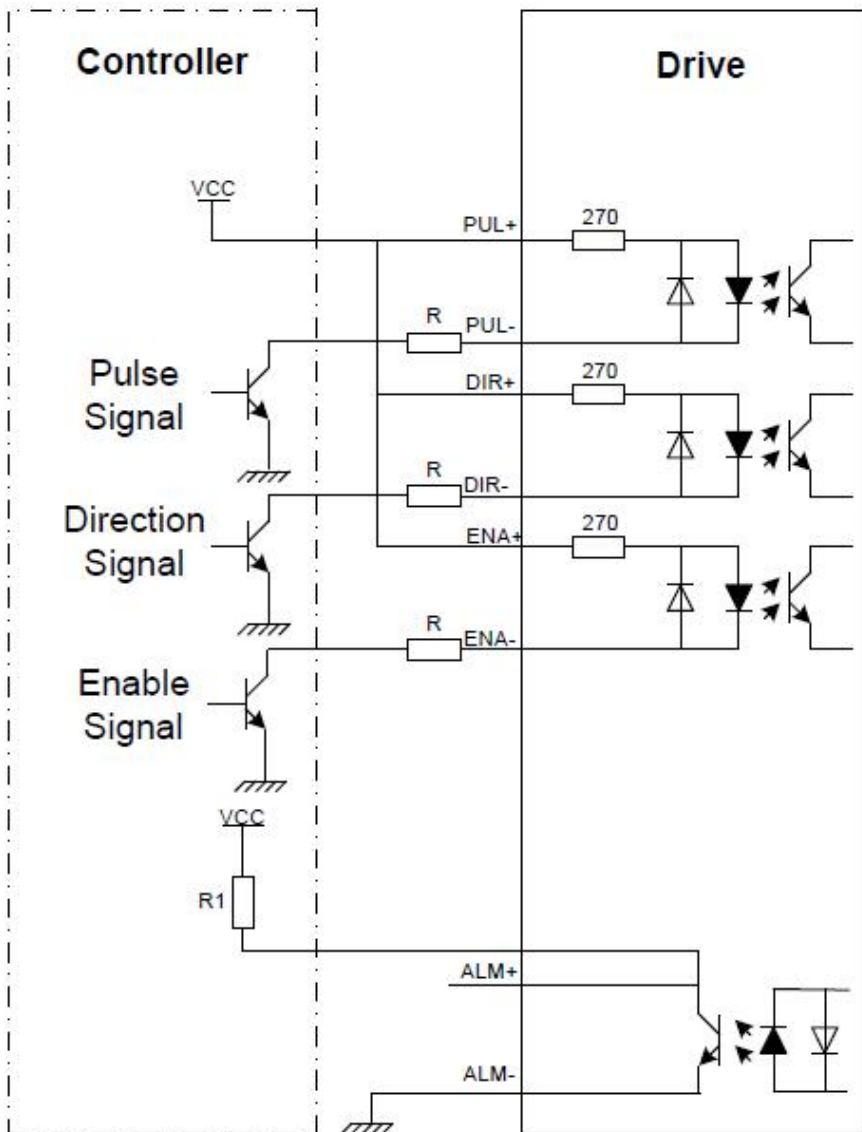 Controller
Drive
VCC
PUL+
270
R
PUL-
Pulse
Signal
DIR+
270
R
DIR-
Direction
Signal
ENA+
270
R
ENA-
Enable
Signal
VCC
R1
ALM+
ALM-